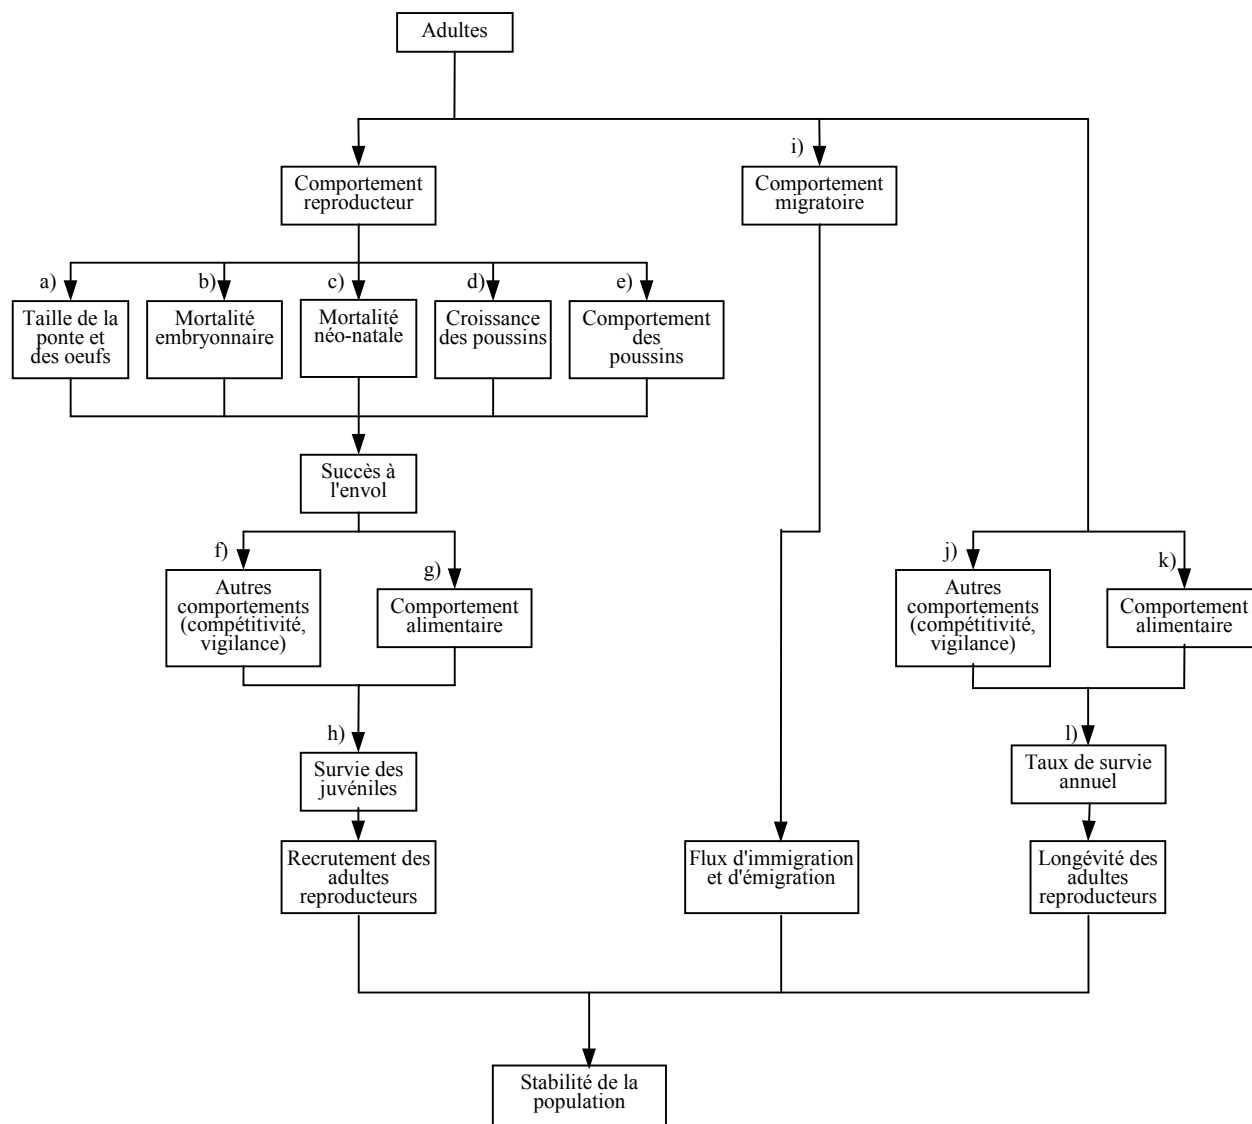 Adultes
i)
Comportement
reproducteur
Comportement
migratoire
a)
b)
c)
d)
e)
Taille de la
ponte et
des oeufs
Mortalité
embryonnaire
Mortalité
néo-natale
Croissance
des poussins
Comportement
des
poussins
Succès à
l'envol
f)
g)
j)
k)
Autres
comportements
(compétitivité,
vigilance)
Comportement
alimentaire
Autres
comportements
(compétitivité,
vigilance)
Comportement
alimentaire
h)
l)
Survie des
juvéniles
Taux de survie
annuel
Recrutement des
adultes
reproducteurs
Flux d'immigration
et d'émigration
Longévité des
adultes
reproducteurs
Stabilité de la
population